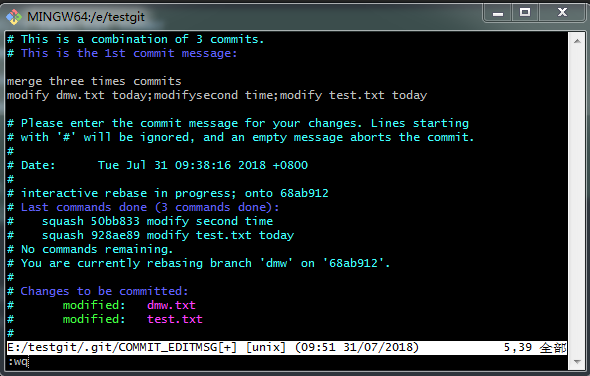 MINGW64:/e/testgit
# This is a combination of 3 commits.
# This is the 1st commit message:
merge three times commits
modify dmw.txt today;modifysecond time;modify test.txt today
# Please enter the commit message for your changes. Lines starting
# with '#' will be ignored, and an empty message aborts the commit.
#
# Date:      Tue Jul 31 09:38:16 2018 +0800
#
# interactive rebase in progress; onto 68ab912
# Last commands done (3 commands done):
#    squash 50bb833 modify second time
#    squash 928ae89 modify test.txt today
# No commands remaining.
# You are currently rebasing branch 'dmw' on '68ab912'.
#
# Changes to be committed:
#       modified:   dmw.txt
#       modified:   test.txt
#
E:/testgit/.git/COMMIT_EDITMSG[+] [unix] (09:51 31/07/2018) 5,39 全部
:wq